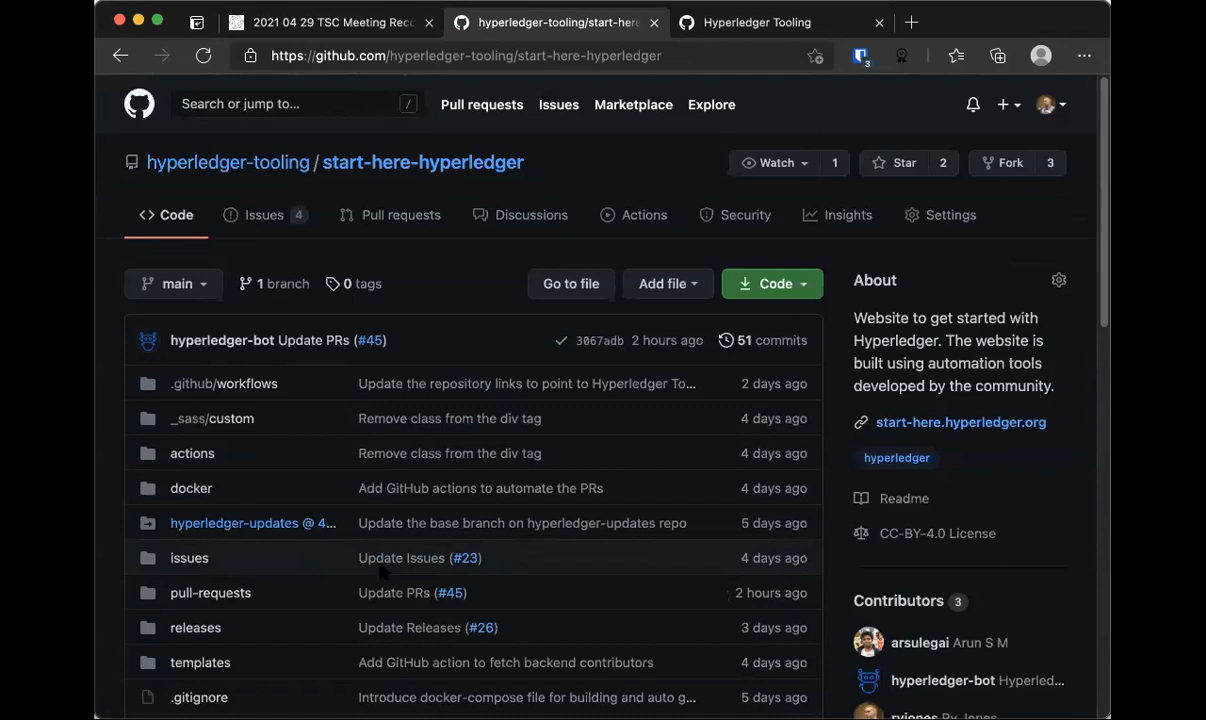 2021 04 29 TSC Meeting Reco
hyperledger-tooling/start-here
Hyperledger Tooling
https://github.com/hyperledger-tooling/start-here-hyperledger
3
Search or jump to... /
Pull requests Issues Marketplace Explore
hyperledger-tooling / start-here-hyperledger
Watch 1 Star 2 Fork 3
Code Issues 4 Pull requests Discussions Actions Security Insights Settings
main 1 branch 0 tags Go to file Add file Code
hyperledger-bot Update PRs (#45) 3067adb 2 hours ago 51 commits
.github/workflows Update the repository links to point to Hyperledger To... 2 days ago
_sass/custom Remove class from the div tag 4 days ago
actions Remove class from the div tag 4 days ago
docker Add GitHub actions to automate the PRs 4 days ago
hyperledger-updates @ 4... Update the base branch on hyperledger-updates repo 5 days ago
issues Update Issues (#23) 4 days ago
pull-requests Update PRs (#45) 2 hours ago
releases Update Releases (#26) 3 days ago
templates Add GitHub action to fetch backend contributors 4 days ago
.gitignore Introduce docker-compose file for building and auto g... 5 days ago
About
Website to get started with
Hyperledger. The website is
built using automation tools
developed by the community.
start-here.hyperledger.org
hyperledger
Readme
CC-BY-4.0 License
Contributors 3
arsulegai Arun S M
hyperledger-bot Hyperled...
ryjones Ry Jones